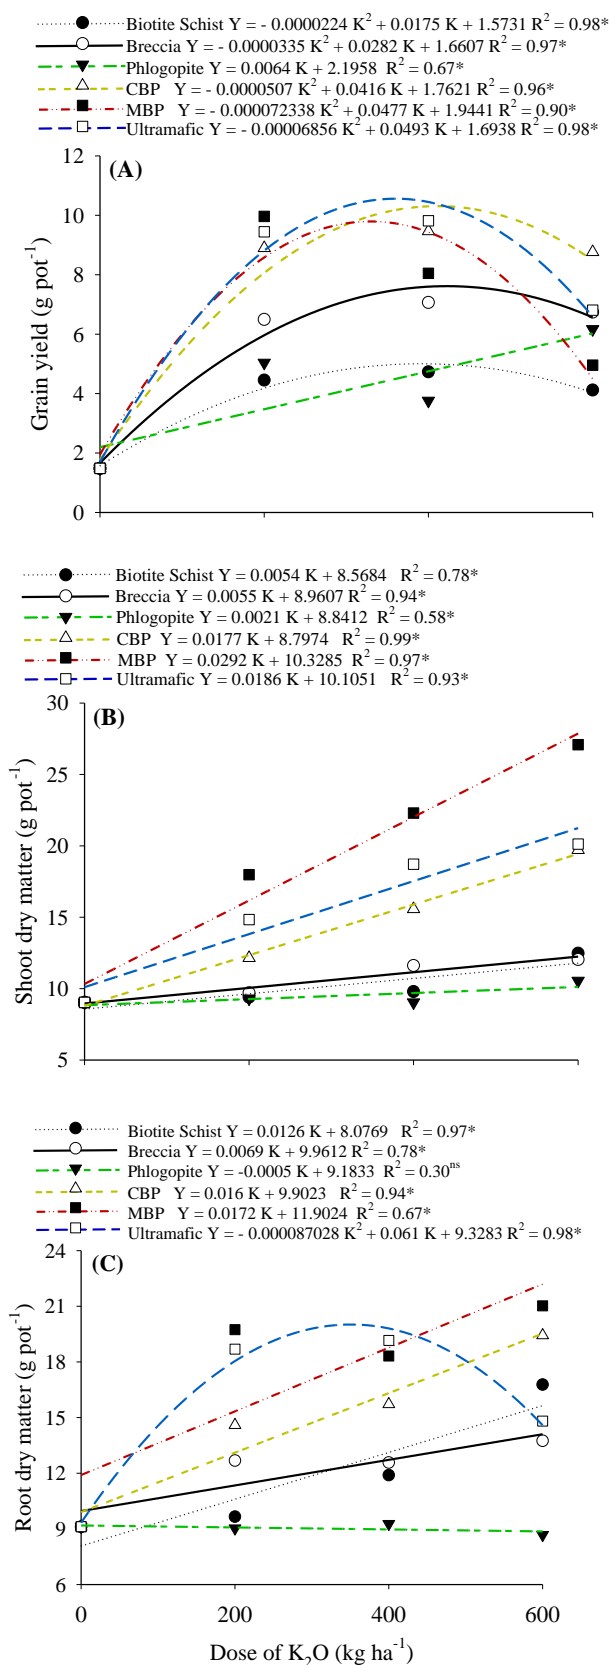 Biotite Schist Y = - 0.0000224 K² + 0.0175 K + 1.5731 R² = 0.98*
Breccia Y = - 0.0000335 K² + 0.0282 K + 1.6607 R² = 0.97*
Phlogopite Y = 0.0064 K + 2.1958 R² = 0.67*
CBP Y = - 0.0000507 K² + 0.0416 K + 1.7621 R² = 0.96*
MBP Y = - 0.000072338 K² + 0.0477 K + 1.9441 R² = 0.90*
Ultramafic Y = - 0.00006856 K² + 0.0493 K + 1.6938 R² = 0.98*
(A)
Grain yield (g pot⁻¹)
12
10
8
6
4
2
0
Biotite Schist Y = 0.0054 K + 8.5684 R² = 0.78*
Breccia Y = 0.0055 K + 8.9607 R² = 0.94*
Phlogopite Y = 0.0021 K + 8.8412 R² = 0.58*
CBP Y = 0.0177 K + 8.7974 R² = 0.99*
MBP Y = 0.0292 K + 10.3285 R² = 0.97*
Ultramafic Y = 0.0186 K + 10.1051 R² = 0.93*
(B)
Shoot dry matter (g pot⁻¹)
30
25
20
15
10
5
Biotite Schist Y = 0.0126 K + 8.0769 R² = 0.97*
Breccia Y = 0.0069 K + 9.9612 R² = 0.78*
Phlogopite Y = -0.0005 K + 9.1833 R² = 0.30ⁿˢ
CBP Y = 0.016 K + 9.9023 R² = 0.94*
MBP Y = 0.0172 K + 11.9024 R² = 0.67*
Ultramafic Y = - 0.000087028 K² + 0.061 K + 9.3283 R² = 0.98*
(C)
Root dry matter (g pot⁻¹)
24
21
18
15
12
9
6
0 200 400 600
Dose of K₂O (kg ha⁻¹)